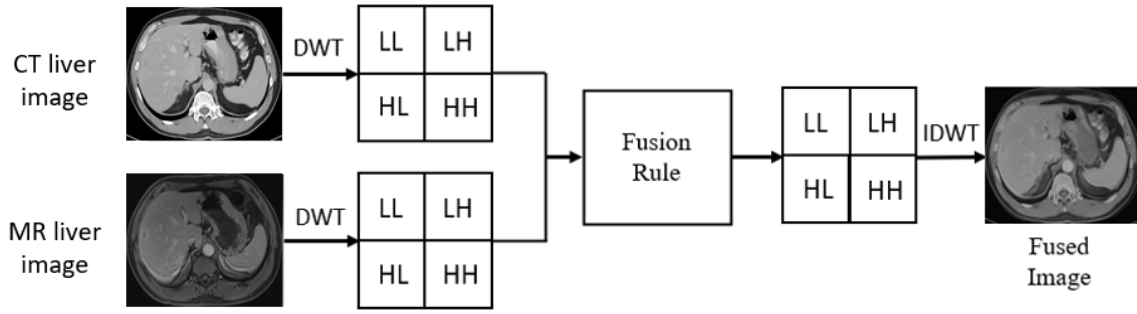 CT liver
image
DWT
LL LH
HL HH
MR liver
image
DWT
LL LH
HL HH
Fusion
Rule
LL LH
HL HH
IDWT
Fused
Image